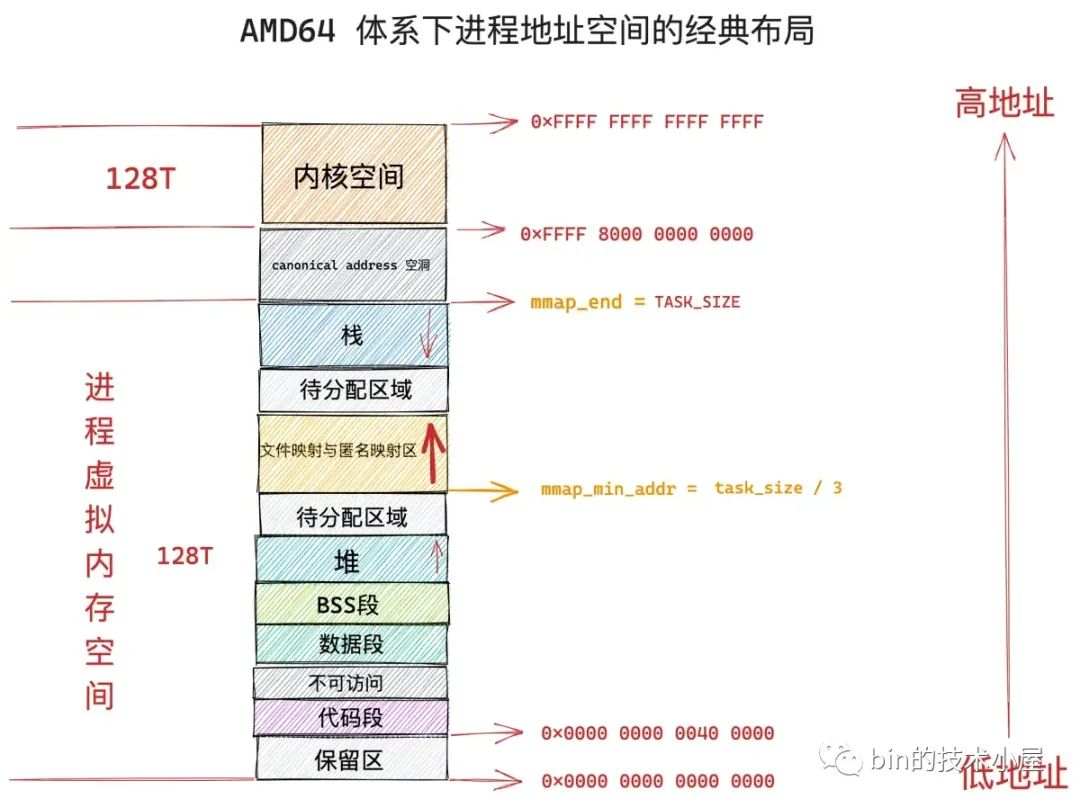 AMD64 体系下进程地址空间的经典布局
高地址
0×FFFF FFFF FFFF FFFF
128T
内核空间
0×FFFF 8000 0000 0000
canonical address 空洞
mmap_end = TASK_SIZE
栈
待分配区域
文件映射与匿名映射区
mmap_min_addr = task_size / 3
待分配区域
进程虚拟内存空间
128T
堆
BSS段
数据段
不可访问
代码段
0×0000 0000 0040 0000
保留区
0×0000 0000 0000 0000
bin的技术小屋
低地址